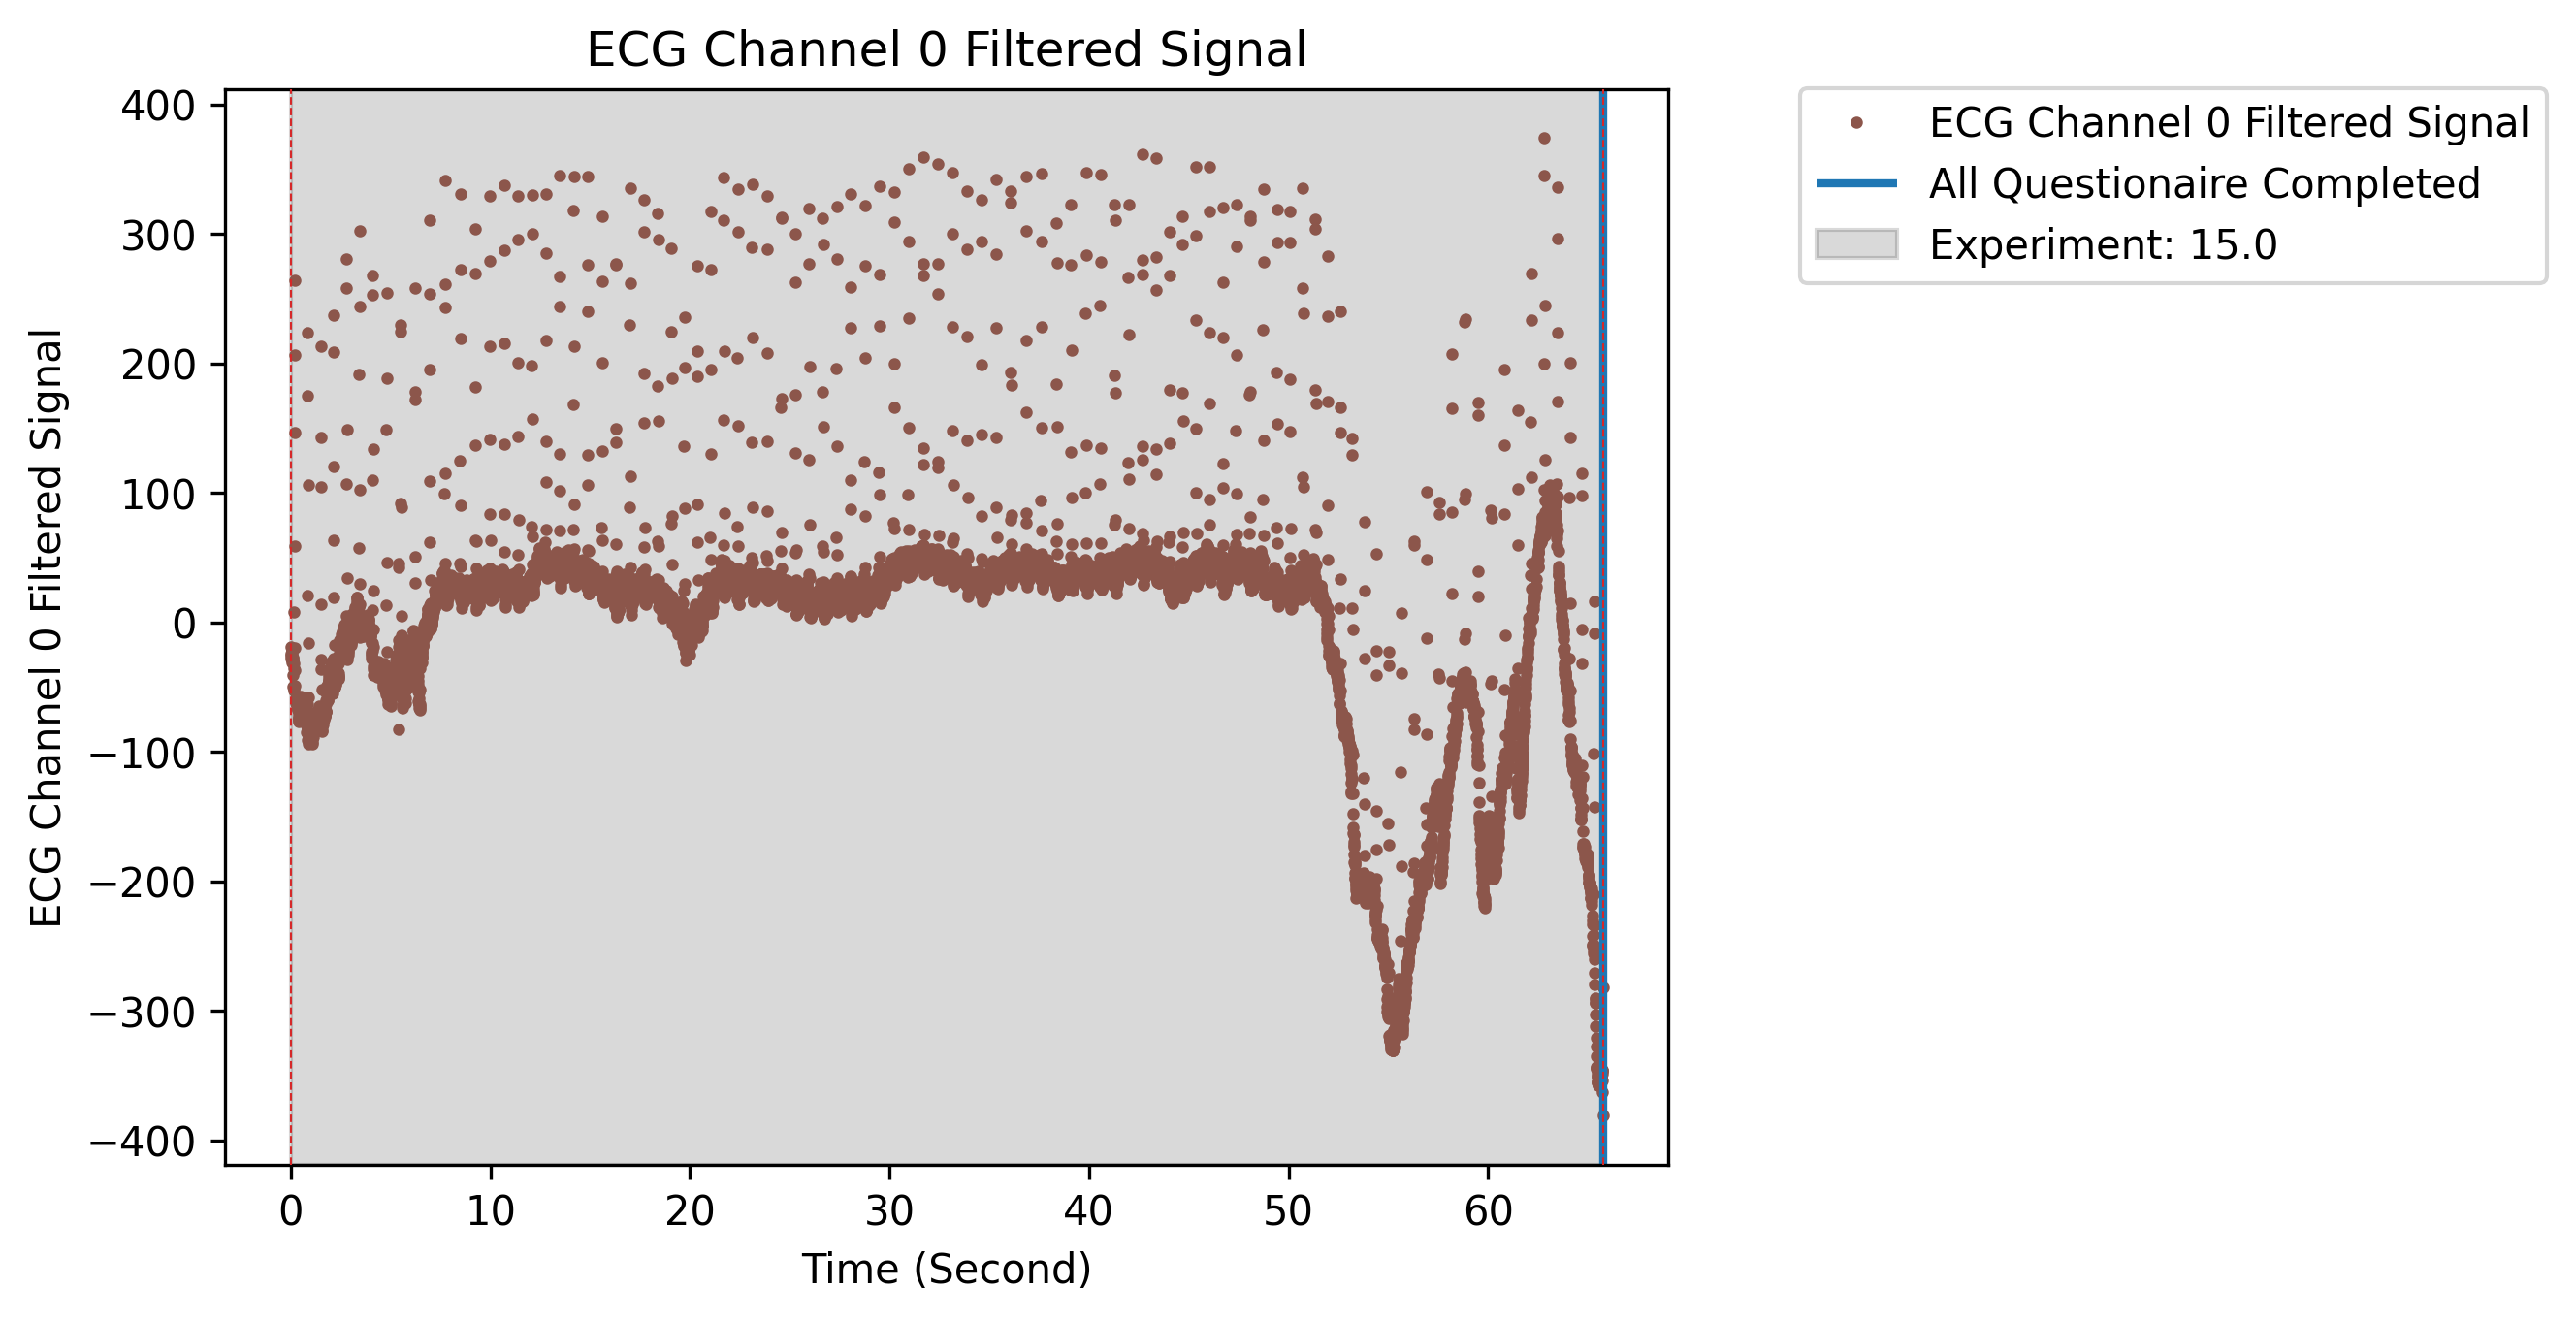 ECG Channel 0 Filtered Signal
ECG Channel 0 Filtered Signal
400
300
200
100
0
−100
−200
−300
−400
0 10 20 30 40 50 60
Time (Second)
ECG Channel 0 Filtered Signal
All Questionaire Completed
Experiment: 15.0